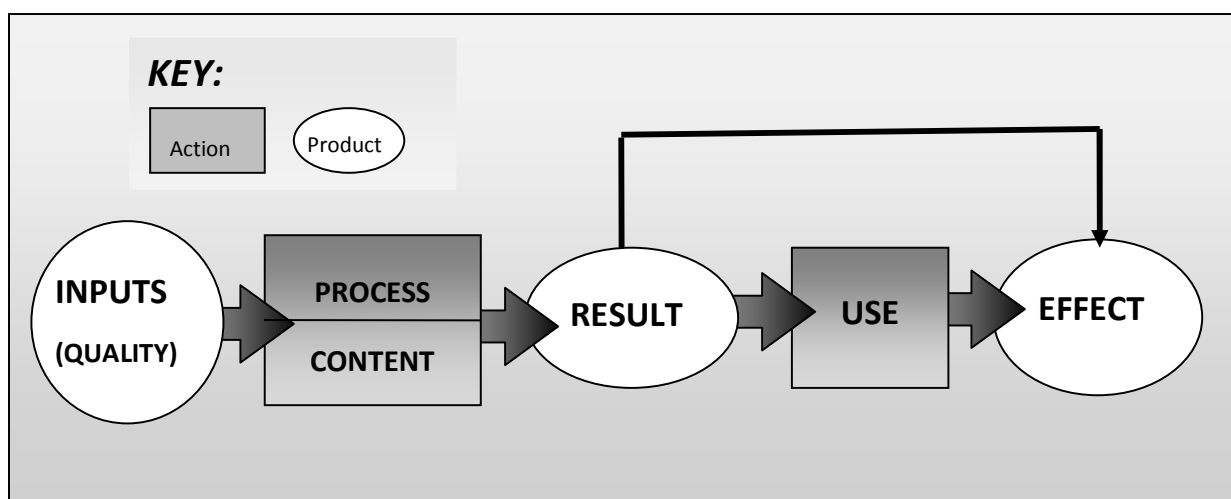 KEY:
Action
Product
INPUTS
(QUALITY)
PROCESS
CONTENT
RESULT
USE
EFFECT